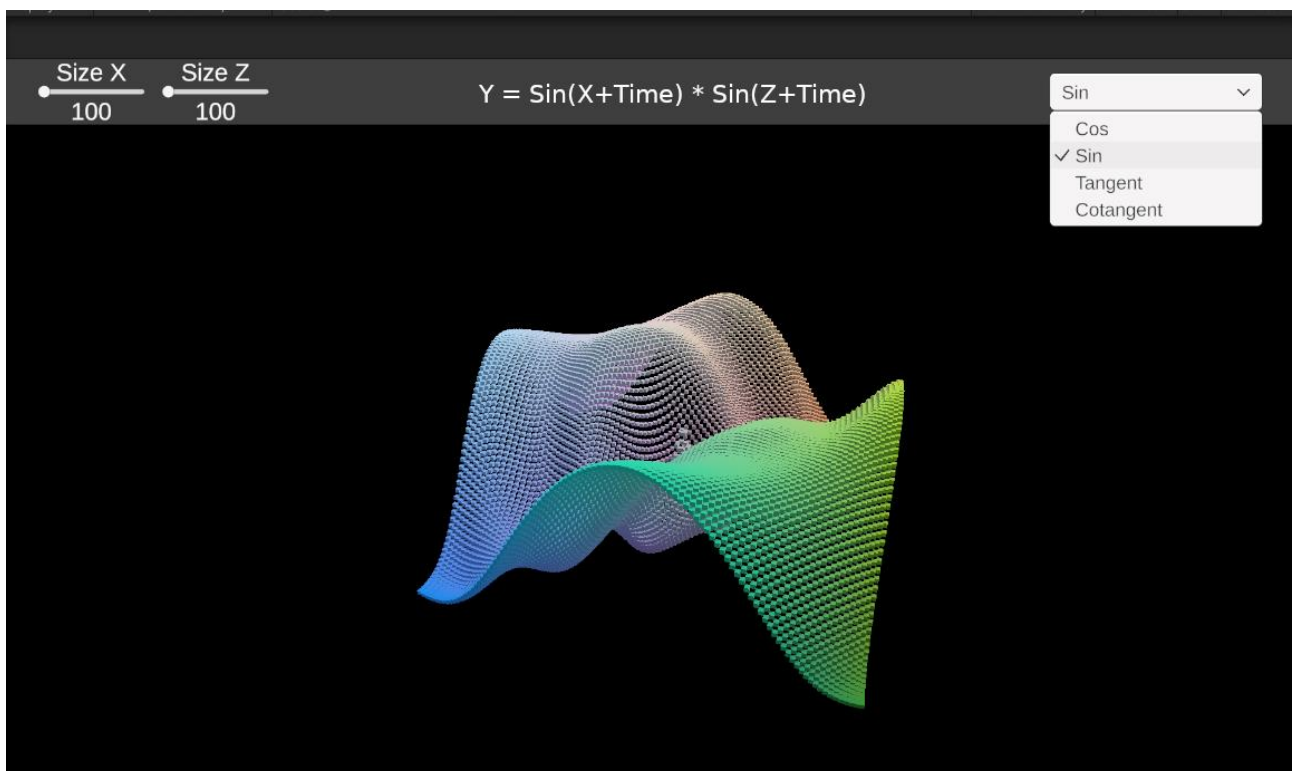 Size X
100
Size Z
100
Y = Sin(X+Time) * Sin(Z+Time)
Sin
Cos
Sin
Tangent
Cotangent